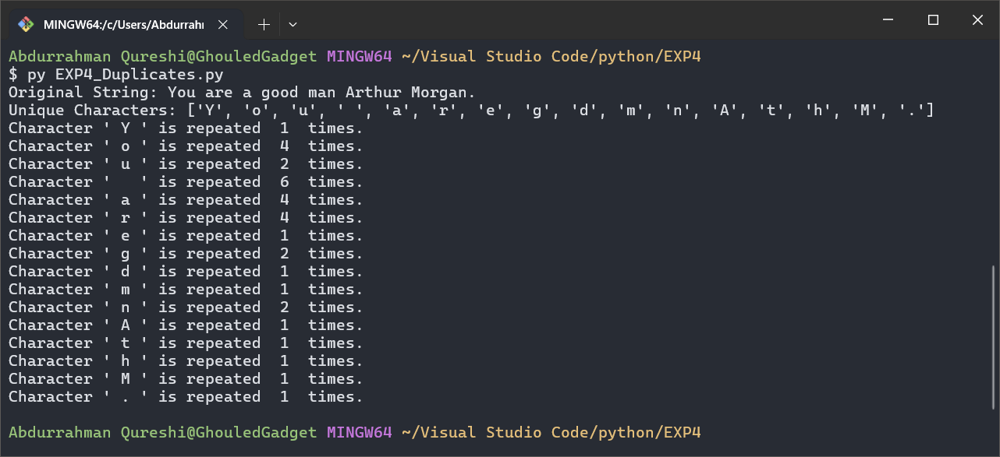 MINGW64:/c/Users/Abdurrah
Abdurrahman Qureshi@GhouledGadget MINGW64 ~/Visual Studio Code/python/EXP4
$ py EXP4_Duplicates.py
Original String: You are a good man Arthur Morgan.
Unique Characters: ['Y', 'o', 'u', ' ', 'a', 'r', 'e', 'g', 'd', 'm', 'n', 'A', 't', 'h', 'M', '.']
Character ' Y ' is repeated  1  times.
Character ' o ' is repeated  4  times.
Character ' u ' is repeated  2  times.
Character '   ' is repeated  6  times.
Character ' a ' is repeated  4  times.
Character ' r ' is repeated  4  times.
Character ' e ' is repeated  1  times.
Character ' g ' is repeated  2  times.
Character ' d ' is repeated  1  times.
Character ' m ' is repeated  1  times.
Character ' n ' is repeated  2  times.
Character ' A ' is repeated  1  times.
Character ' t ' is repeated  1  times.
Character ' h ' is repeated  1  times.
Character ' M ' is repeated  1  times.
Character ' . ' is repeated  1  times.
Abdurrahman Qureshi@GhouledGadget MINGW64 ~/Visual Studio Code/python/EXP4